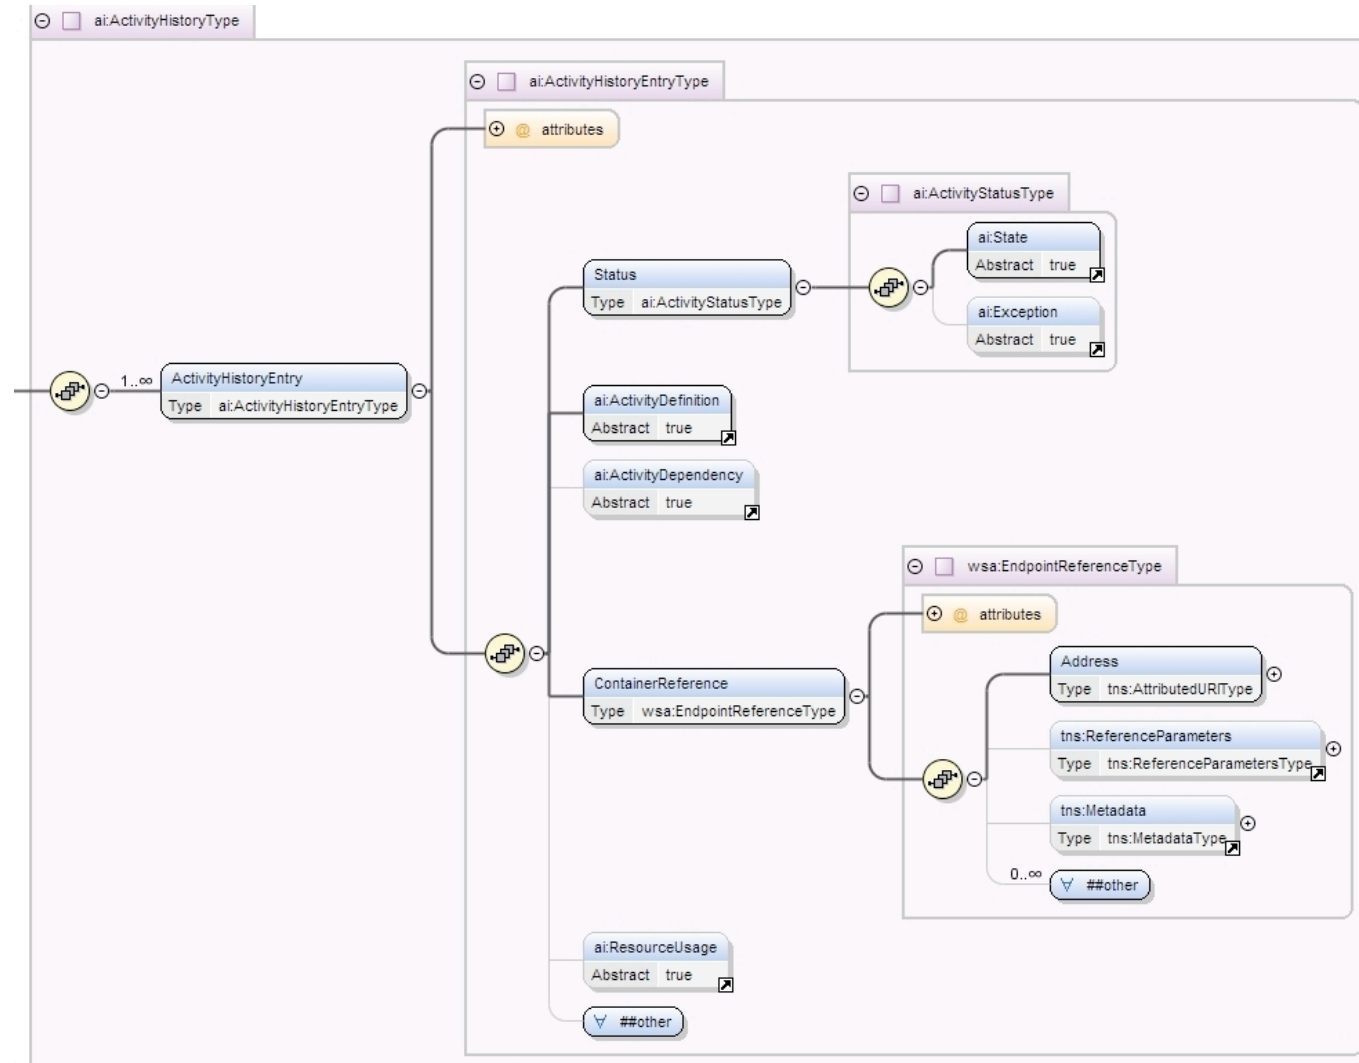 ai:ActivityHistoryType
ai:ActivityHistoryEntryType
@ attributes
ai:ActivityStatusType
ai:State
Abstract true
Status
Type ai:ActivityStatusType
ai:Exception
Abstract true
1..∞
ActivityHistoryEntry
Type ai:ActivityHistoryEntryType
ai:ActivityDefinition
Abstract true
ai:ActivityDependency
Abstract true
wsa:EndpointReferenceType
@ attributes
ContainerReference
Type wsa:EndpointReferenceType
Address
Type tns:AttributedURIType
tns:ReferenceParameters
Type tns:ReferenceParametersType
tns:Metadata
Type tns:MetadataType
0..∞
∀ ##other
ai:ResourceUsage
Abstract true
∀ ##other